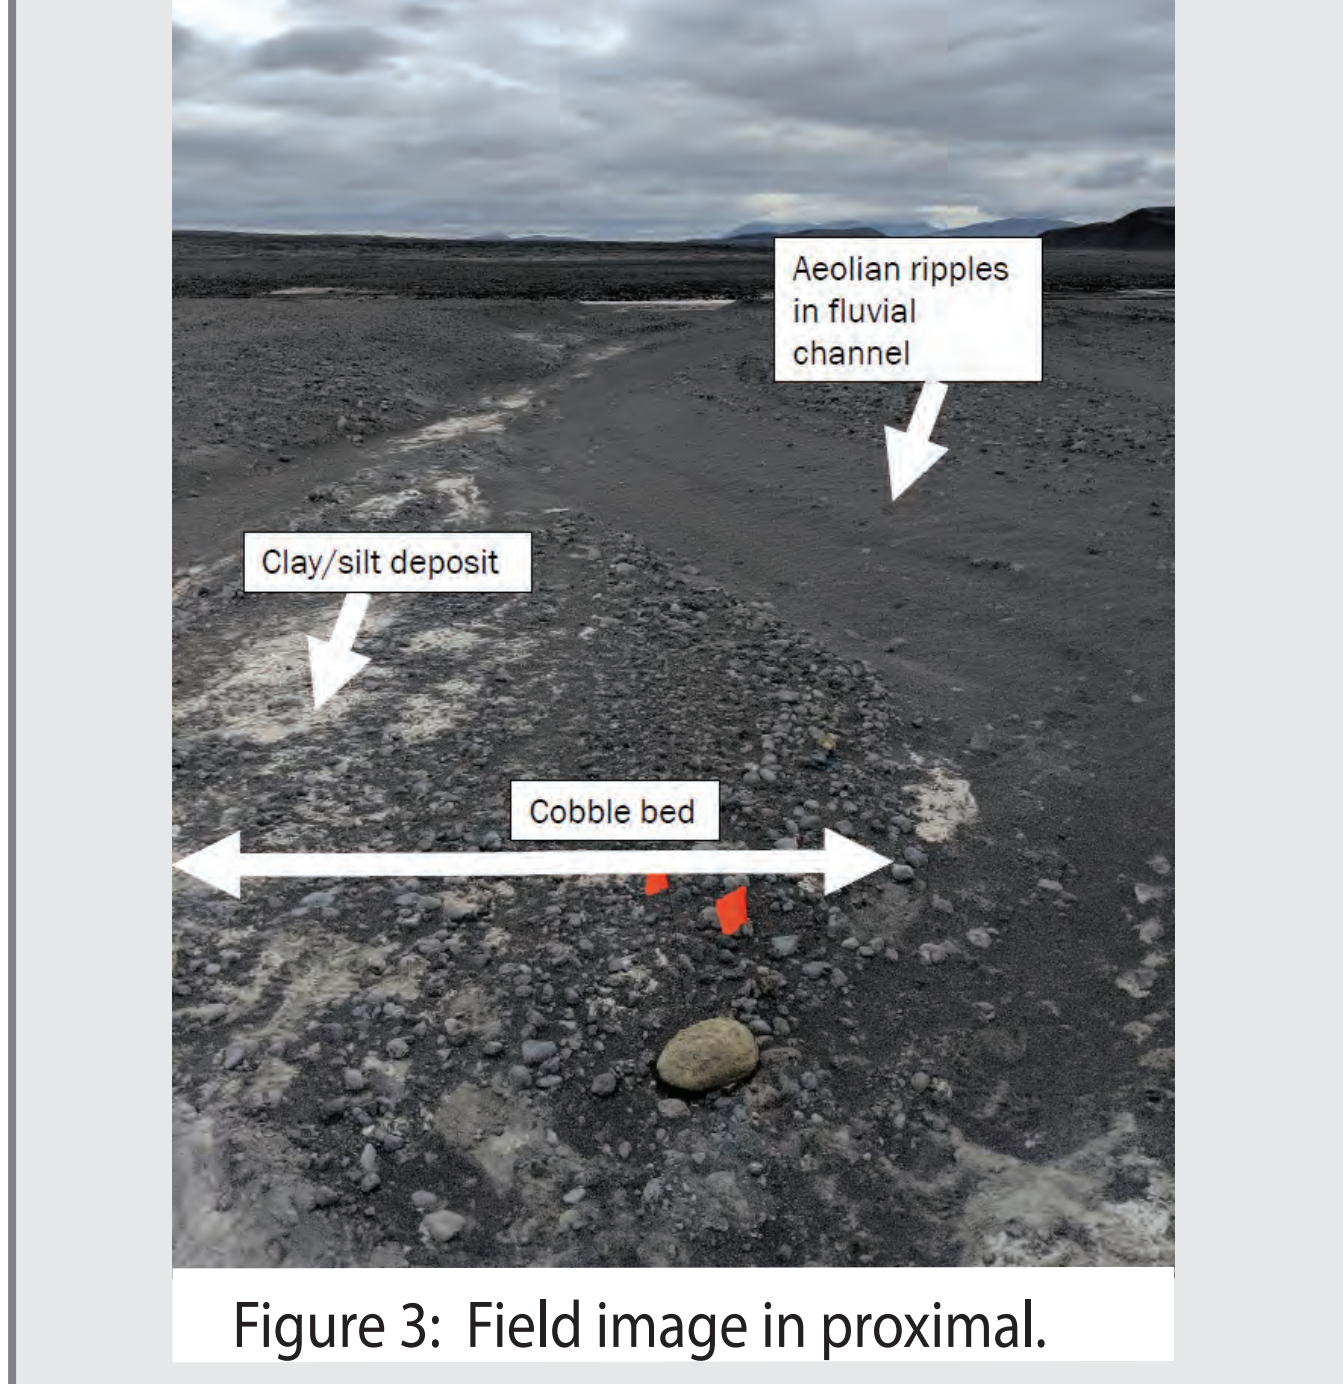 Aeolian ripples
in fluvial
channel
Clay/silt deposit
Cobble bed
Figure 3: Field image in proximal.